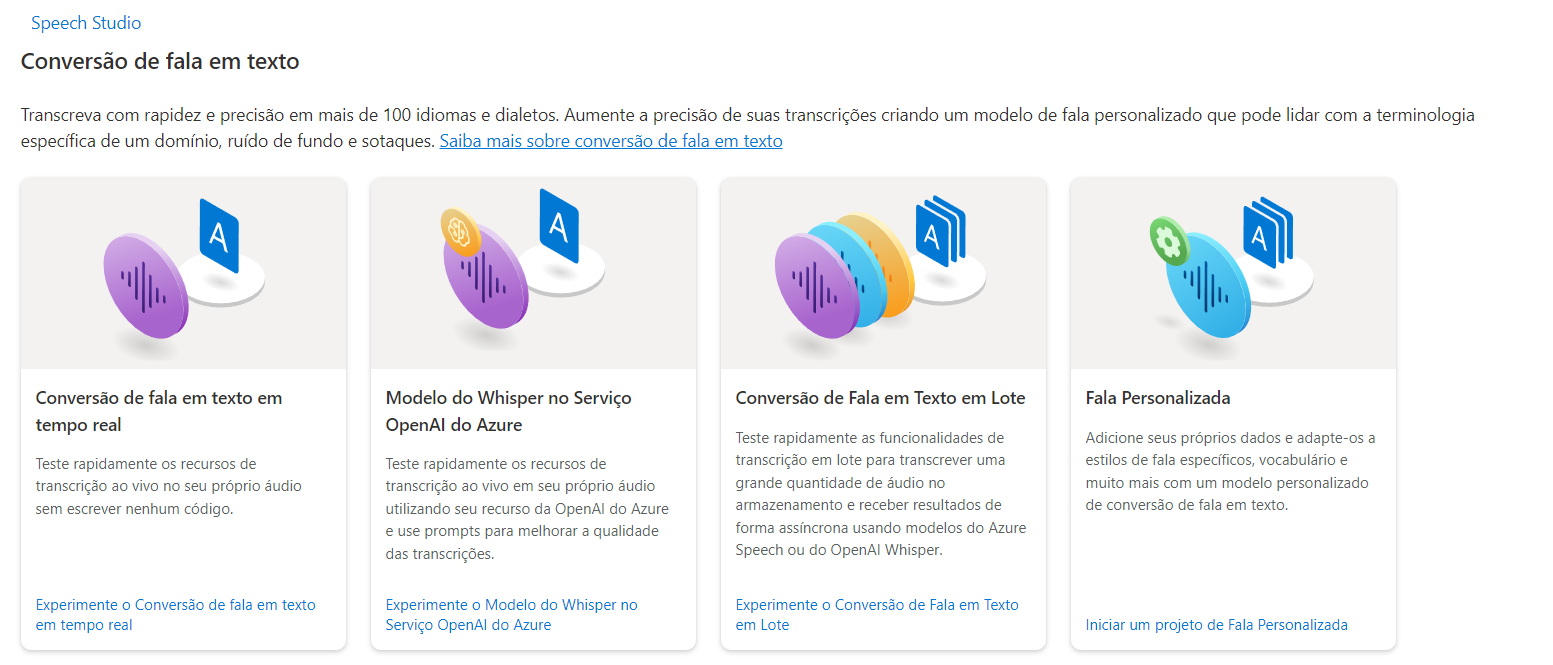 Speech Studio
Conversão de fala em texto
Transcreva com rapidez e precisão em mais de 100 idiomas e dialetos. Aumente a precisão de suas transcrições criando um modelo de fala personalizado que pode lidar com a terminologia
específica de um domínio, ruído de fundo e sotaques. Saiba mais sobre conversão de fala em texto
A
A
A
A
Conversão de fala em texto em
tempo real
Teste rapidamente os recursos de
transcrição ao vivo no seu próprio áudio
sem escrever nenhum código.
Experimente o Conversão de fala em texto
em tempo real
Modelo do Whisper no Serviço
OpenAI do Azure
Teste rapidamente os recursos de
transcrição ao vivo em seu próprio áudio
utilizando seu recurso da OpenAI do Azure
e use prompts para melhorar a qualidade
das transcrições.
Experimente o Modelo do Whisper no
Serviço OpenAI do Azure
Conversão de Fala em Texto em Lote
Teste rapidamente as funcionalidades de
transcrição em lote para transcrever uma
grande quantidade de áudio no
armazenamento e receber resultados de
forma assíncrona usando modelos do Azure
Speech ou do OpenAI Whisper.
Experimente o Conversão de Fala em Texto
em Lote
Fala Personalizada
Adicione seus próprios dados e adapte-os a
estilos de fala específicos, vocabulário e
muito mais com um modelo personalizado
de conversão de fala em texto.
Iniciar um projeto de Fala Personalizada